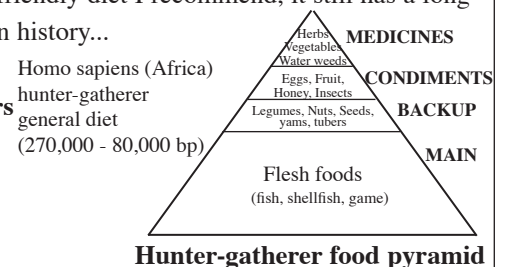 friendly diet I recommend, it still has a long
n history...
Homo sapiens (Africa)
hunter-gatherer
general diet
(270,000 - 80,000 bp)
rs
Herbs
Vegetables
Water weeds
MEDICINES
Eggs, Fruit,
Honey, Insects
CONDIMENTS
Legumes, Nuts, Seeds,
yams, tubers
BACKUP
Flesh foods
(fish, shellfish, game)
MAIN
Hunter-gatherer food pyramid